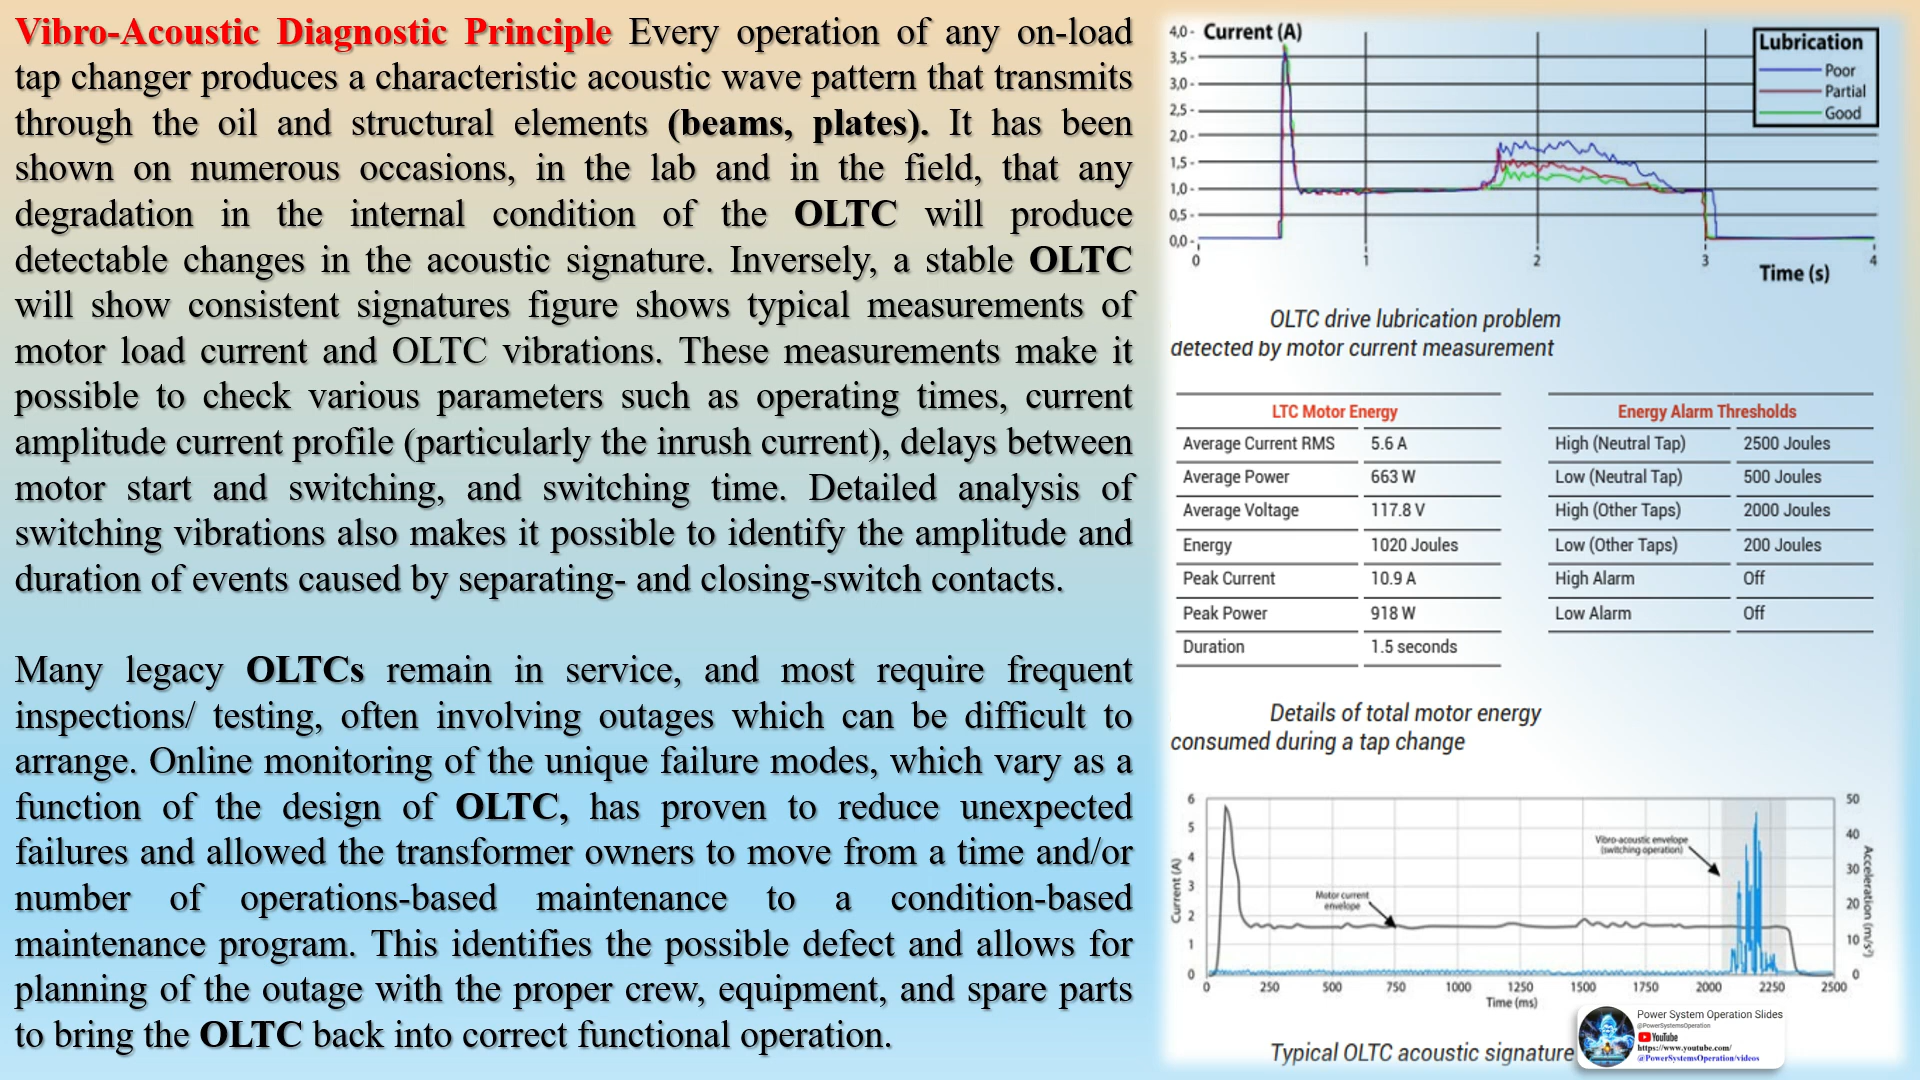 Vibro-Acoustic Diagnostic Principle Every operation of any on-load
tap changer produces a characteristic acoustic wave pattern that transmits
through the oil and structural elements (beams, plates). It has been
shown on numerous occasions, in the lab and in the field, that any
degradation in the internal condition of the OLTC will produce
detectable changes in the acoustic signature. Inversely, a stable OLTC
will show consistent signatures figure shows typical measurements of
motor load current and OLTC vibrations. These measurements make it
possible to check various parameters such as operating times, current
amplitude current profile (particularly the inrush current), delays between
motor start and switching, and switching time. Detailed analysis of
switching vibrations also makes it possible to identify the amplitude and
duration of events caused by separating- and closing-switch contacts.
Many legacy OLTCs remain in service, and most require frequent
inspections/ testing, often involving outages which can be difficult to
arrange. Online monitoring of the unique failure modes, which vary as a
function of the design of OLTC, has proven to reduce unexpected
failures and allowed the transformer owners to move from a time and/or
number of operations-based maintenance to a condition-based
maintenance program. This identifies the possible defect and allows for
planning of the outage with the proper crew, equipment, and spare parts
to bring the OLTC back into correct functional operation.
Current (A)
4,0
3,5
3,0
2,5
2,0
1,5
1,0
0,5
0,0
0 1 2 3 4
Time (s)
Lubrication
Poor
Partial
Good
OLTC drive lubrication problem
detected by motor current measurement
LTC Motor Energy
Average Current RMS 5.6 A
Average Power 663 W
Average Voltage 117.8 V
Energy 1020 Joules
Peak Current 10.9 A
Peak Power 918 W
Duration 1.5 seconds
Energy Alarm Thresholds
High (Neutral Tap) 2500 Joules
Low (Neutral Tap) 500 Joules
High (Other Taps) 2000 Joules
Low (Other Taps) 200 Joules
High Alarm Off
Low Alarm Off
Details of total motor energy
consumed during a tap change
Current (A)
6
5
4
3
2
1
0
Motor current
envelope
Vibro-acoustic envelope
(switching operation)
50
40
30
20
10
0
Acceleration (m/s²)
0 250 500 750 1000 1250 1500 1750 2000 2250 2500
Time (ms)
Typical OLTC acoustic signature
Power System Operation Slides
@PowerSystemsOperation
YouTube
https://www.youtube.com/
@PowerSystemsOperation/videos